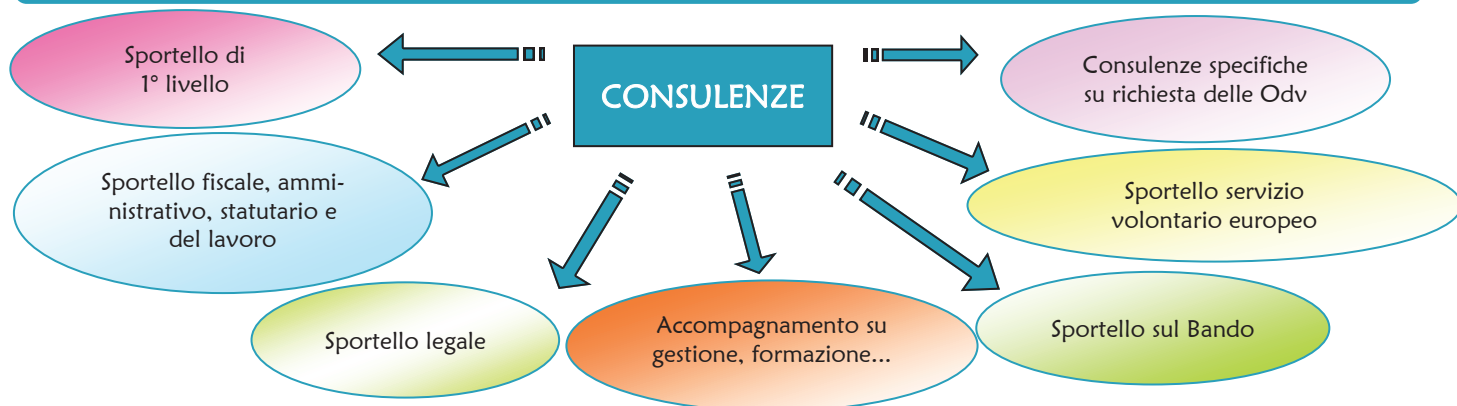 CONSULENZE
Sportello di
1° livello
Sportello fiscale, ammi-
nistrativo, statutario e
del lavoro
Sportello legale
Accompagnamento su
gestione, formazione...
Sportello sul Bando
Sportello servizio
volontario europeo
Consulenze specifiche
su richiesta delle Odv